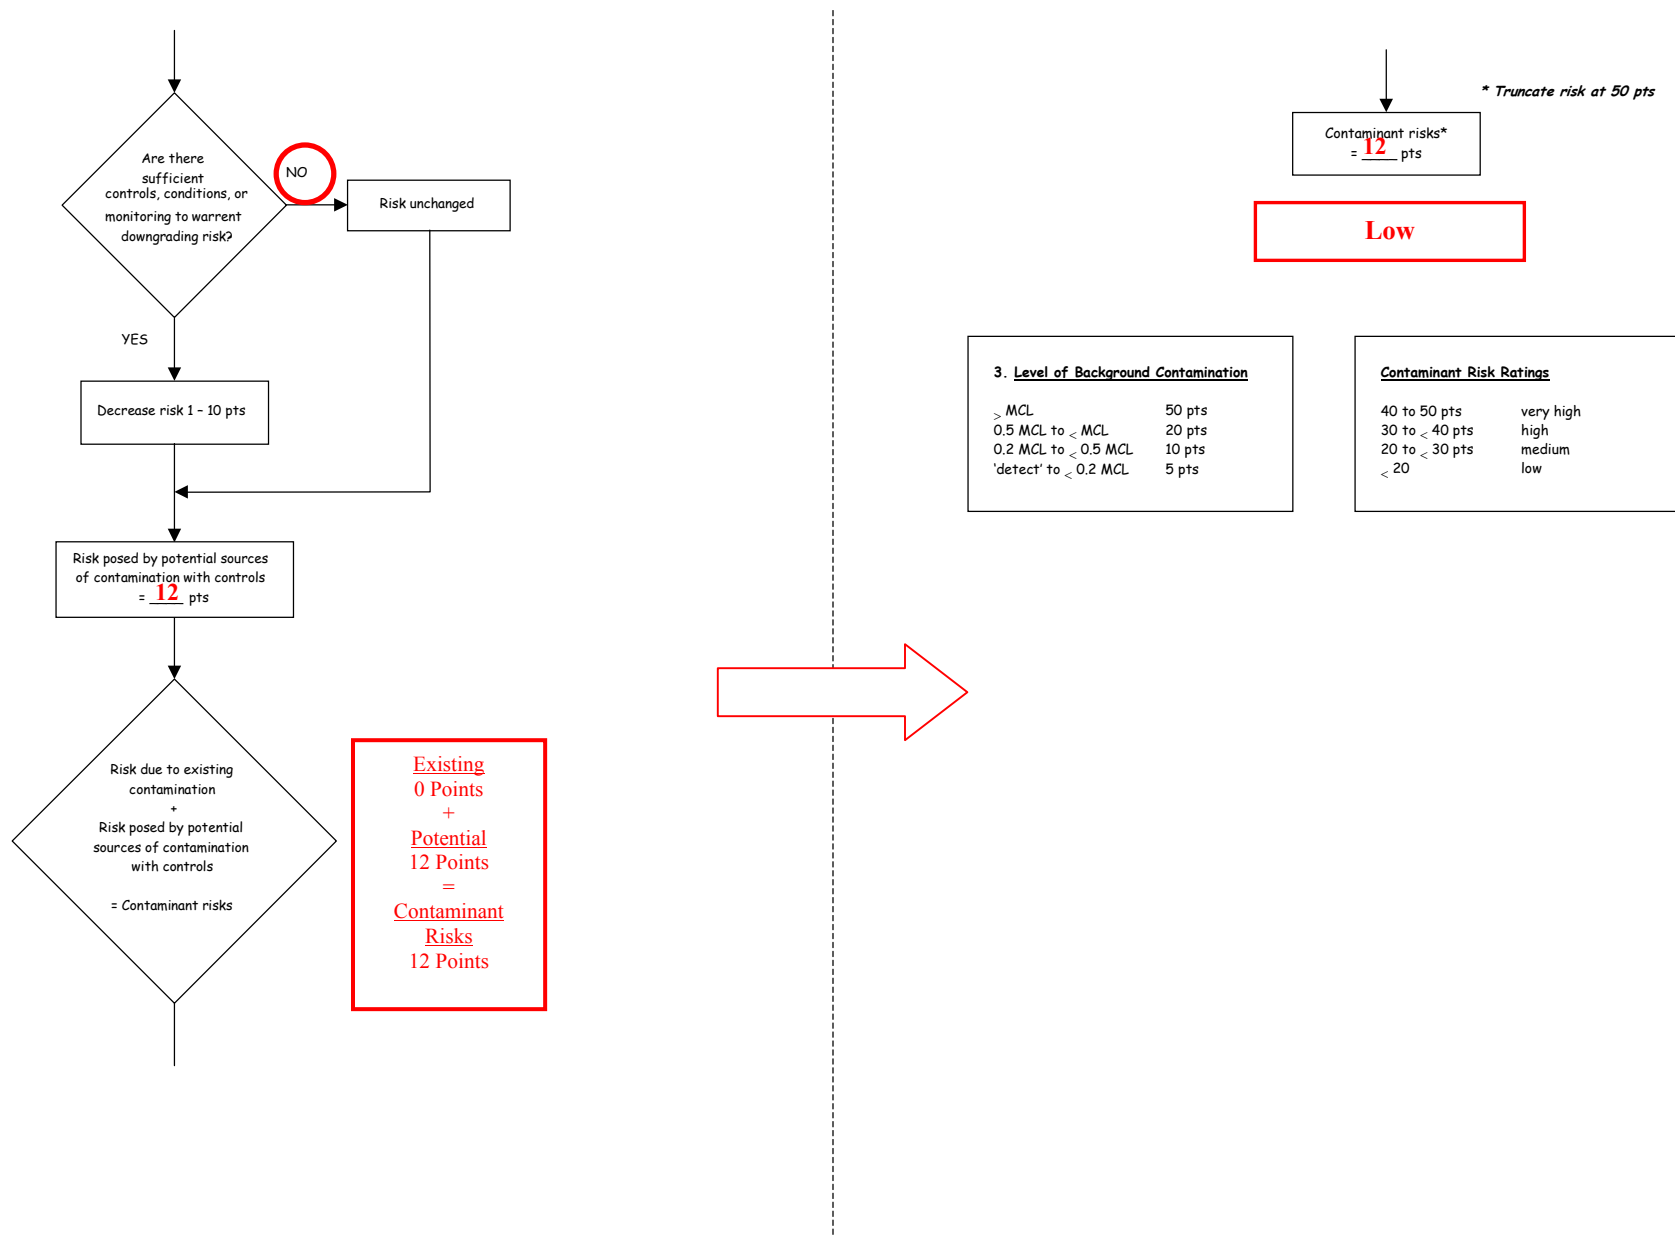 Are there
sufficient
controls, conditions, or
monitoring to warrent
downgrading risk?
NO
Risk unchanged
YES
Decrease risk 1 – 10 pts
Risk posed by potential sources
of contamination with controls
= 12 pts
Risk due to existing
contamination
+
Risk posed by potential
sources of contamination
with controls
= Contaminant risks
Existing
0 Points
+
Potential
12 Points
=
Contaminant
Risks
12 Points
* Truncate risk at 50 pts
Contaminant risks*
= 12 pts
Low
3. Level of Background Contamination
> MCL 50 pts
0.5 MCL to < MCL 20 pts
0.2 MCL to < 0.5 MCL 10 pts
‘detect’ to < 0.2 MCL 5 pts
Contaminant Risk Ratings
40 to 50 pts very high
30 to < 40 pts high
20 to < 30 pts medium
< 20 low